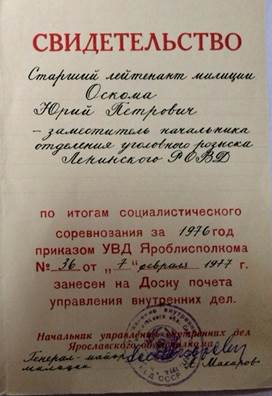 СВИДЕТЕЛЬСТВО
Старший лейтенант милиции
Оскома
Юрий Петрович
– заместитель начальника
отделения уголовного розыска
Ленинского РОВД
по итогам социалистического
соревнования за 1976 год
приказом УВД Яроблисполкома
№ 36 от „7" февраля 1977 г.
занесен на Доску почета
управления внутренних дел.
Начальник управления внутренних дел
Ярославского облисполкома
Генерал-майор
милиции Макаров